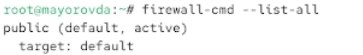 root@mayorovda:~# firewall-cmd --list-all
public (default, active)
  target: default